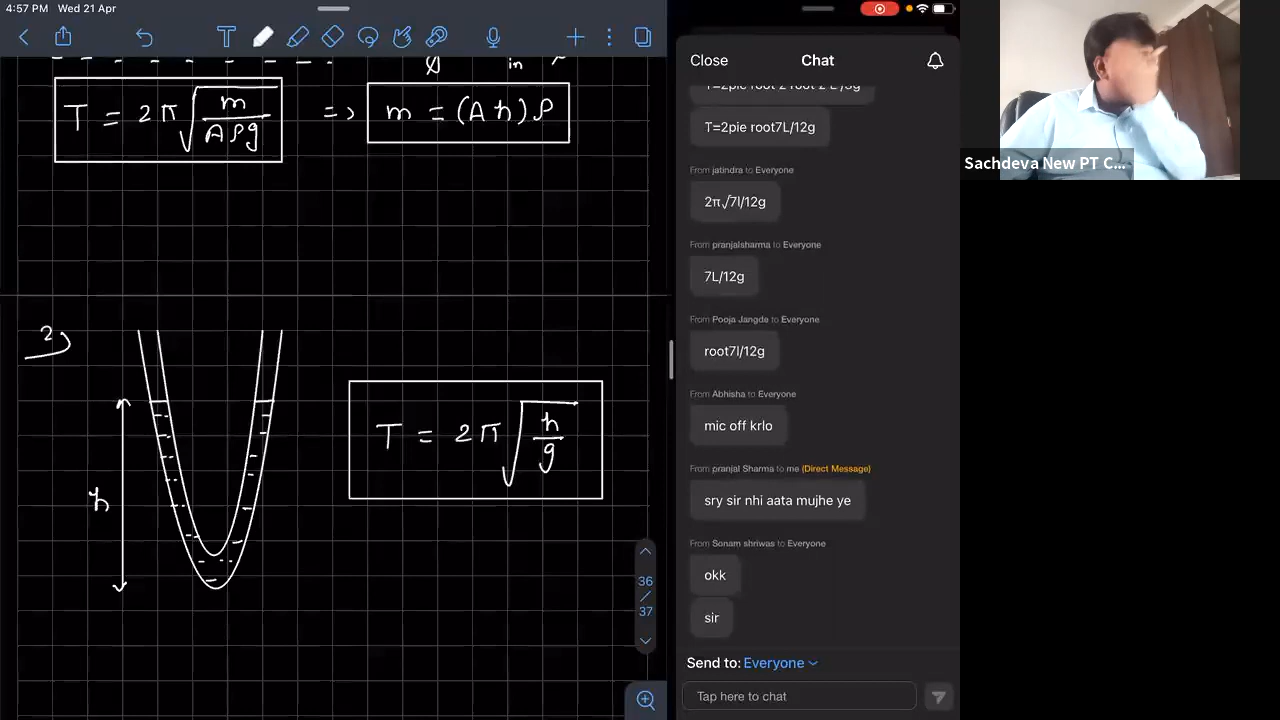 4:57 PM Wed 21 Apr
T = 2π√(m/Aρg) => m = (Ah)ρ
2)
h
T = 2π√(h/g)
36
/
37
Close Chat
T=2pie root7L/12g
From jatindra to Everyone
2π√7l/12g
From pranjalsharma to Everyone
7L/12g
From Pooja Jangde to Everyone
root7l/12g
From Abhisha to Everyone
mic off krlo
From pranjal Sharma to me (Direct Message)
sry sir nhi aata mujhe ye
From Sonam shriwas to Everyone
okk
sir
Send to: Everyone
Tap here to chat
Sachdeva New PT C...